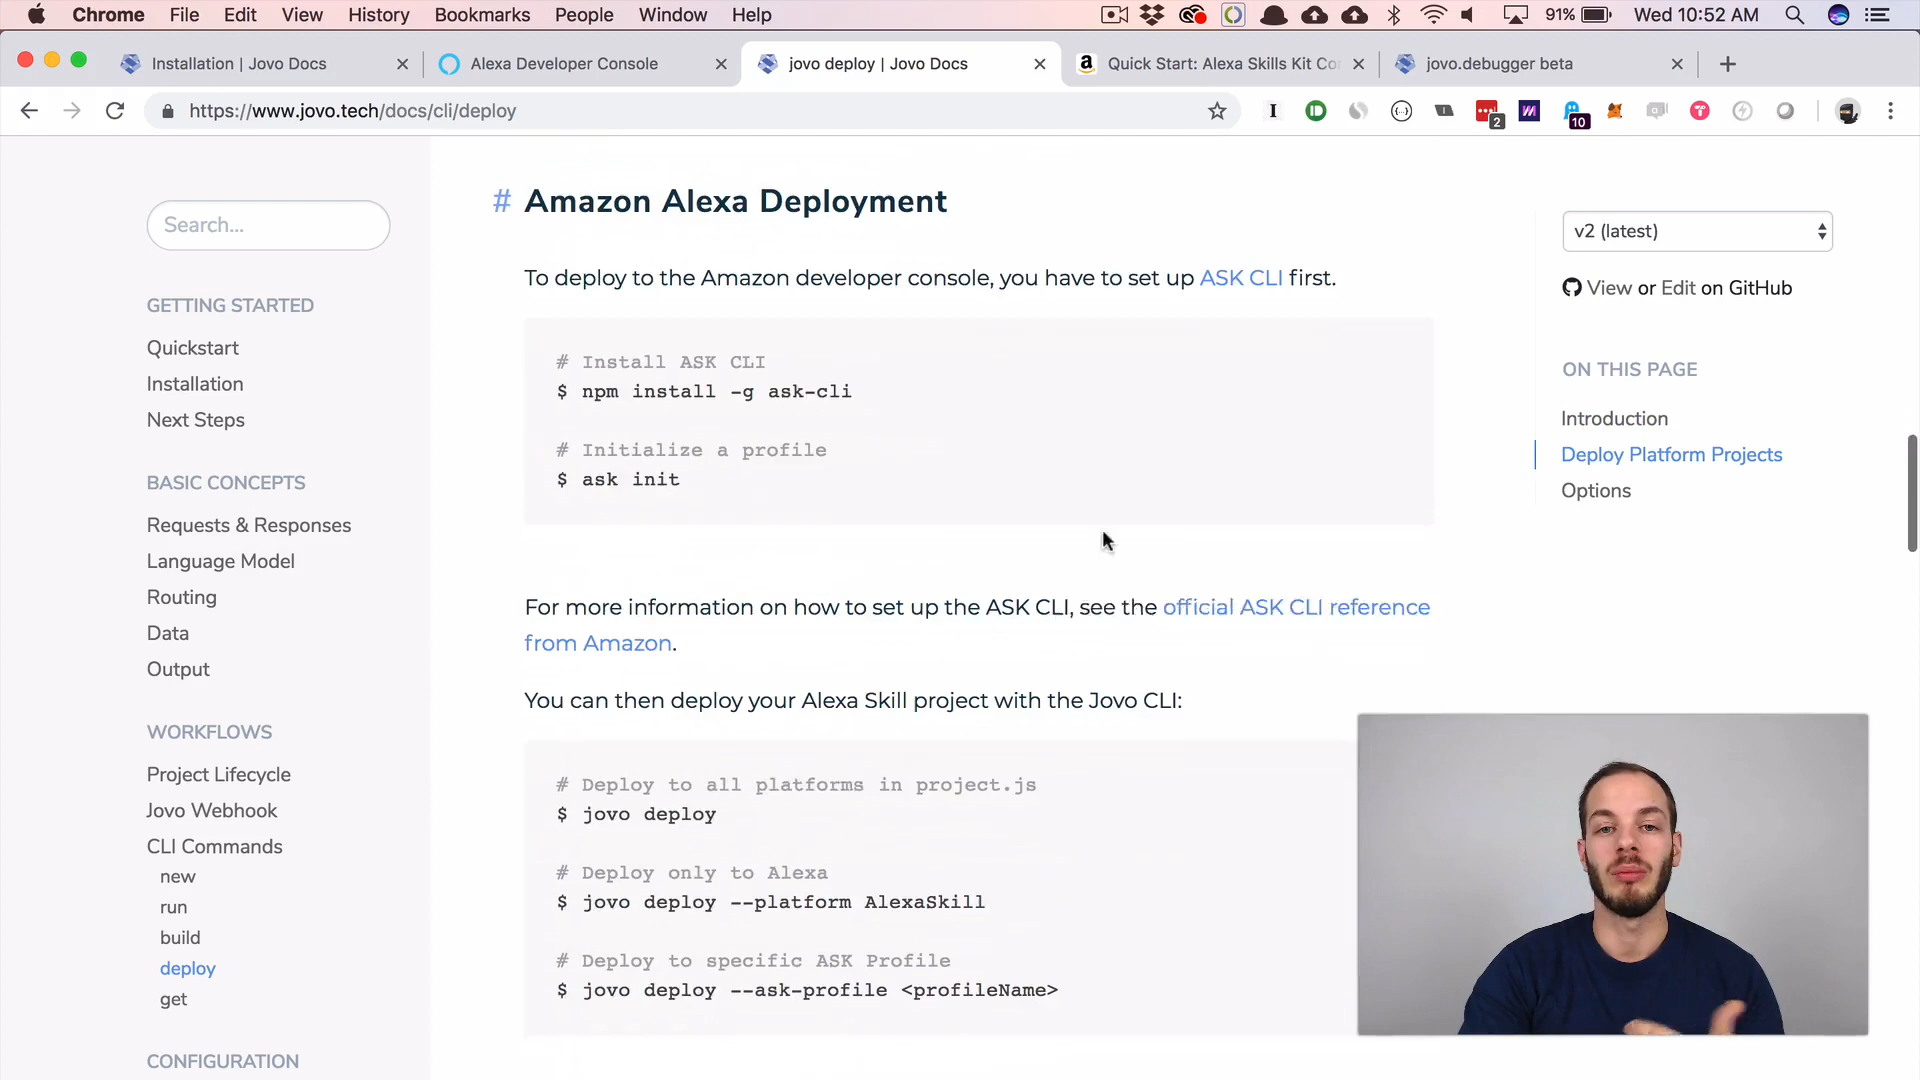 Chrome File Edit View History Bookmarks People Window Help 91% Wed 10:52 AM
Installation | Jovo Docs Alexa Developer Console jovo deploy | Jovo Docs Quick Start: Alexa Skills Kit Co jovo.debugger beta
https://www.jovo.tech/docs/cli/deploy
2 10
Search...
GETTING STARTED
Quickstart
Installation
Next Steps
BASIC CONCEPTS
Requests & Responses
Language Model
Routing
Data
Output
WORKFLOWS
Project Lifecycle
Jovo Webhook
CLI Commands
new
run
build
deploy
get
CONFIGURATION
# Amazon Alexa Deployment
To deploy to the Amazon developer console, you have to set up ASK CLI first.
# Install ASK CLI
$ npm install -g ask-cli
# Initialize a profile
$ ask init
For more information on how to set up the ASK CLI, see the official ASK CLI reference
from Amazon.
You can then deploy your Alexa Skill project with the Jovo CLI:
# Deploy to all platforms in project.js
$ jovo deploy
# Deploy only to Alexa
$ jovo deploy --platform AlexaSkill
# Deploy to specific ASK Profile
$ jovo deploy --ask-profile <profileName>
v2 (latest)
View or Edit on GitHub
ON THIS PAGE
Introduction
Deploy Platform Projects
Options